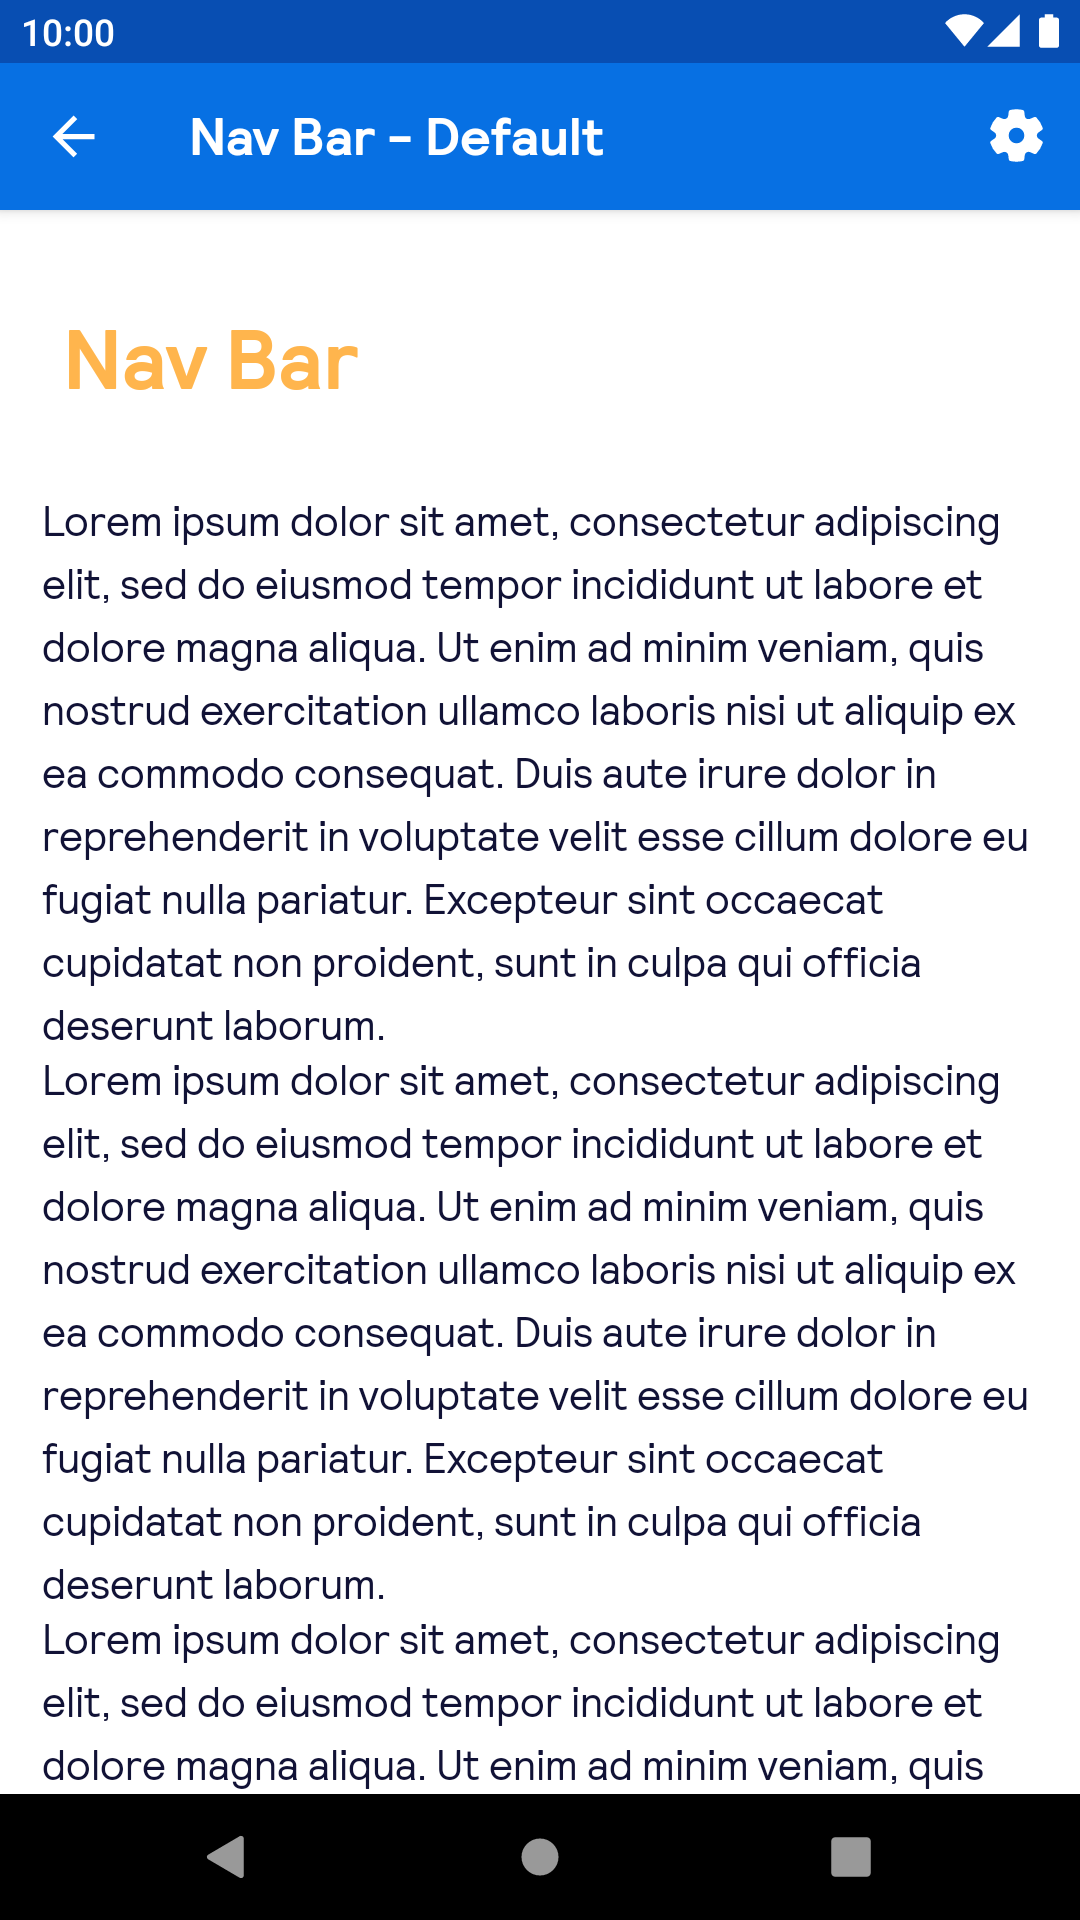 10:00
Nav Bar - Default
Nav Bar
Lorem ipsum dolor sit amet, consectetur adipiscing
elit, sed do eiusmod tempor incididunt ut labore et
dolore magna aliqua. Ut enim ad minim veniam, quis
nostrud exercitation ullamco laboris nisi ut aliquip ex
ea commodo consequat. Duis aute irure dolor in
reprehenderit in voluptate velit esse cillum dolore eu
fugiat nulla pariatur. Excepteur sint occaecat
cupidatat non proident, sunt in culpa qui officia
deserunt laborum.
Lorem ipsum dolor sit amet, consectetur adipiscing
elit, sed do eiusmod tempor incididunt ut labore et
dolore magna aliqua. Ut enim ad minim veniam, quis
nostrud exercitation ullamco laboris nisi ut aliquip ex
ea commodo consequat. Duis aute irure dolor in
reprehenderit in voluptate velit esse cillum dolore eu
fugiat nulla pariatur. Excepteur sint occaecat
cupidatat non proident, sunt in culpa qui officia
deserunt laborum.
Lorem ipsum dolor sit amet, consectetur adipiscing
elit, sed do eiusmod tempor incididunt ut labore et
dolore magna aliqua. Ut enim ad minim veniam, quis